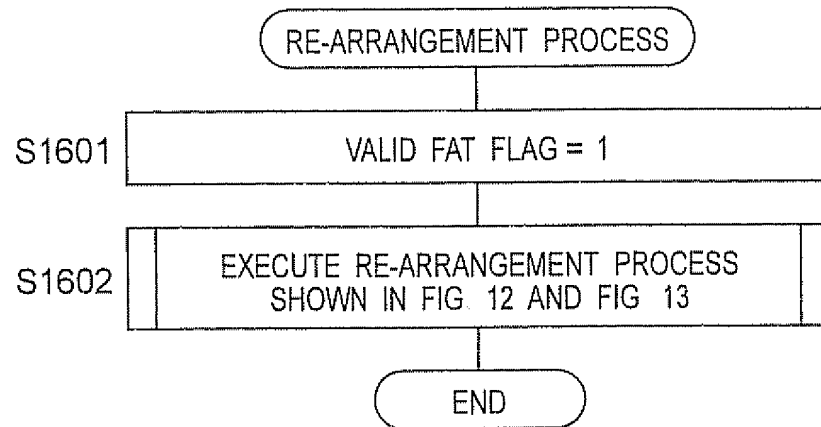 RE-ARRANGEMENT PROCESS
S1601
VALID FAT FLAG = 1
S1602
EXECUTE RE-ARRANGEMENT PROCESS
SHOWN IN FIG. 12 AND FIG 13
END